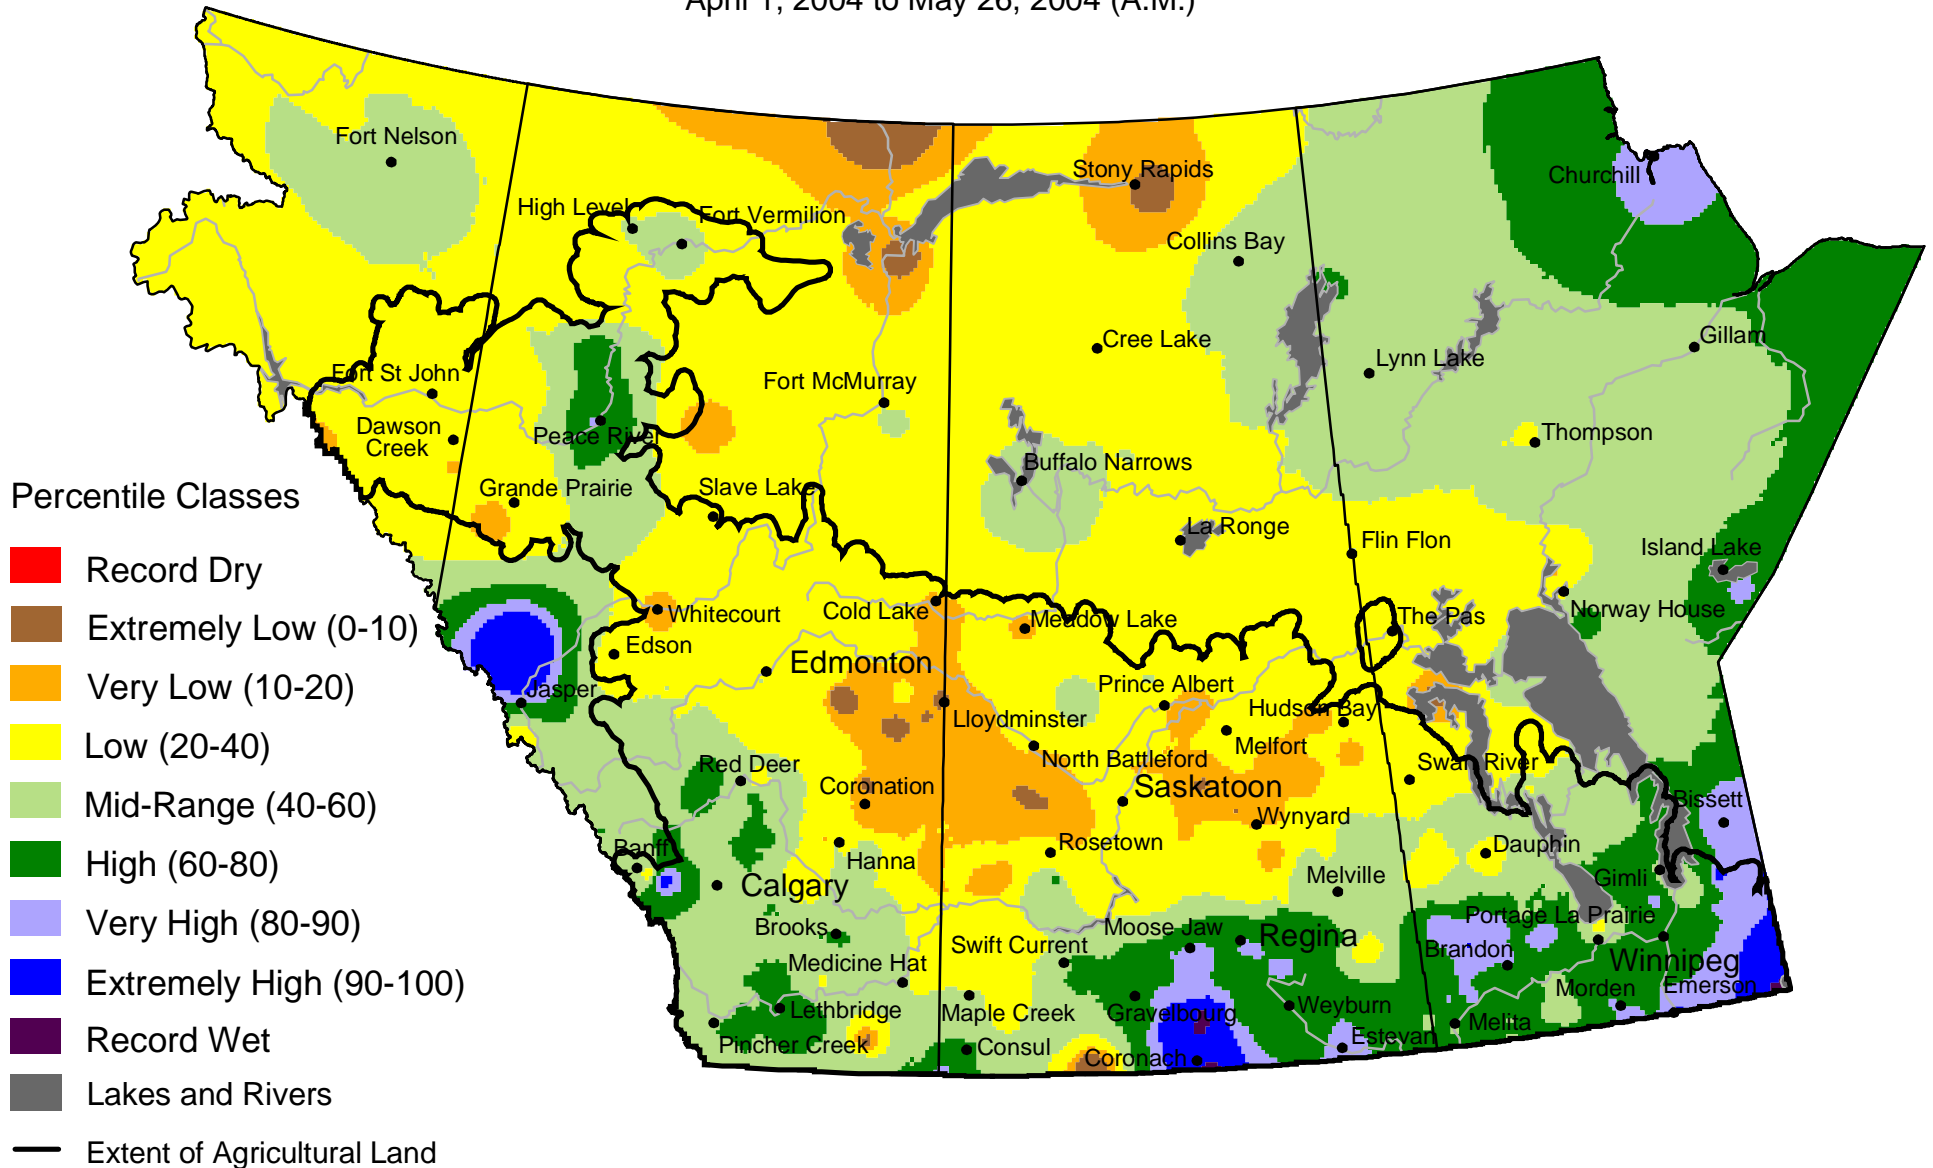 April 1, 2004 to May 26, 2004 (A.M.)
Fort Nelson
Stony Rapids
Churchill
High Level
Fort Vermilion
Collins Bay
Gillam
Cree Lake
Lynn Lake
Fort St John
Fort McMurray
Dawson
Creek
Peace River
Thompson
Buffalo Narrows
Grande Prairie
Slave Lake
La Ronge
Flin Flon
Island Lake
Whitecourt
Cold Lake
Meadow Lake
The Pas
Norway House
Edson
Edmonton
Jasper
Prince Albert
Hudson Bay
Lloydminster
Melfort
North Battleford
Red Deer
Swan River
Coronation
Saskatoon
Bissett
Wynyard
Rosetown
Dauphin
Banff
Hanna
Calgary
Melville
Gimli
Brooks
Moose Jaw
Regina
Portage La Prairie
Swift Current
Brandon
Medicine Hat
Winnipeg
Morden
Emerson
Lethbridge
Maple Creek
Gravelbourg
Weyburn
Melita
Pincher Creek
Consul
Coronach
Estevan
Percentile Classes
Record Dry
Extremely Low (0-10)
Very Low (10-20)
Low (20-40)
Mid-Range (40-60)
High (60-80)
Very High (80-90)
Extremely High (90-100)
Record Wet
Lakes and Rivers
Extent of Agricultural Land